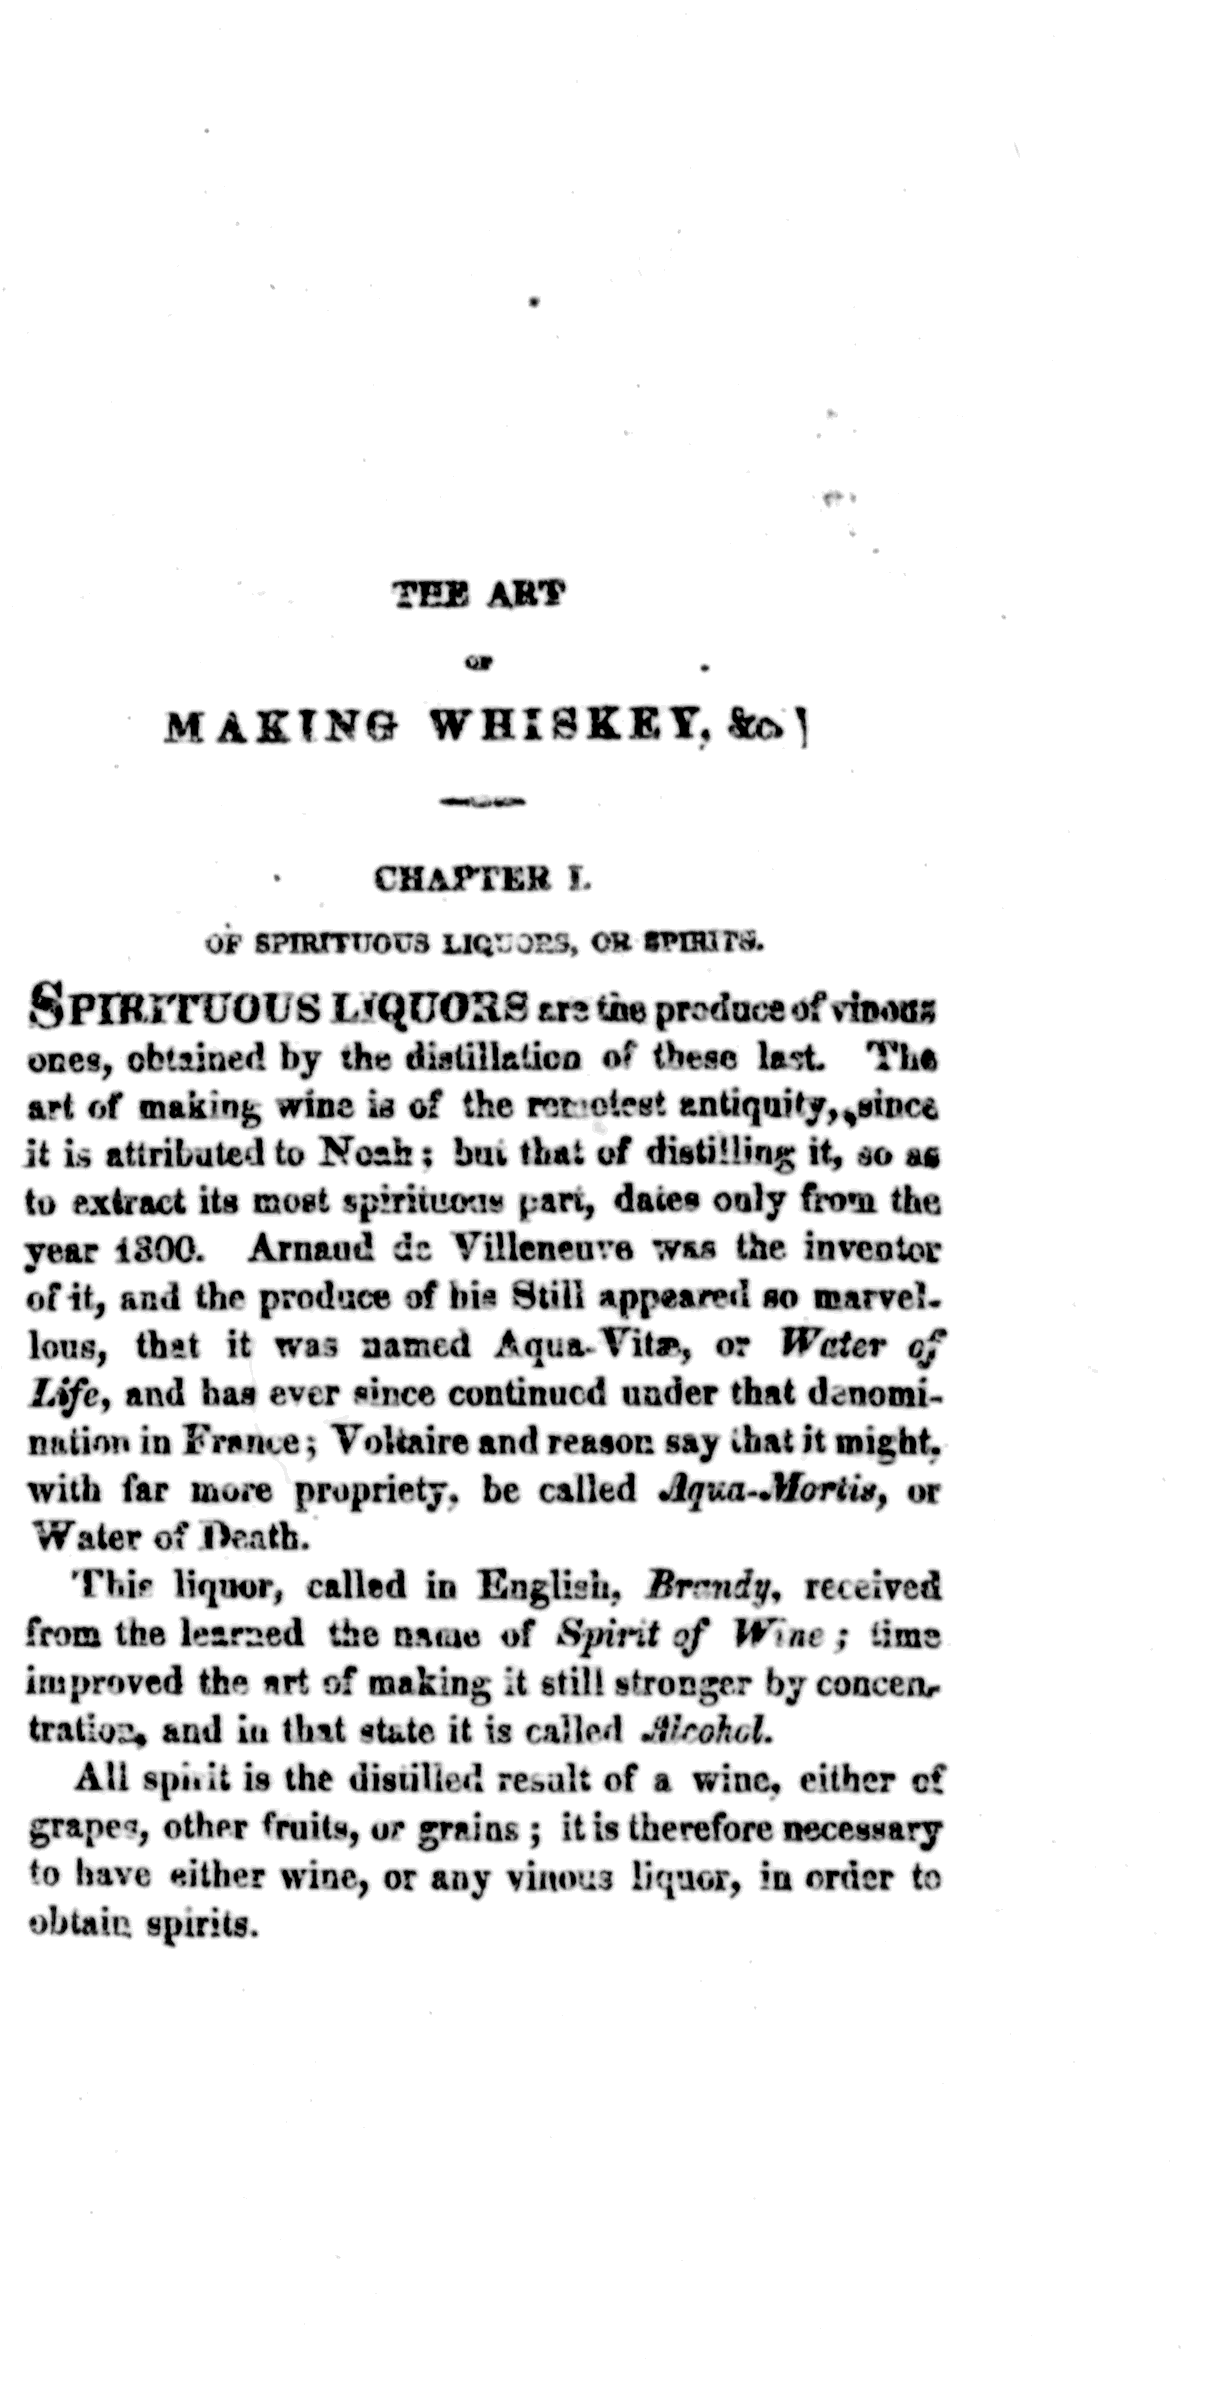 THE ART
OF
MAKING WHISKEY, &c.
CHAPTER I.
OF SPIRITUOUS LIQUORS, OR SPIRITS.
SPIRITUOUS LIQUORS are the produce of vinous
ones, obtained by the distillation of these last. The
art of making wine is of the remotest antiquity, since
it is attributed to Noah; but that of distilling it, so as
to extract its most spirituous part, dates only from the
year 1300. Arnaud de Villeneuve was the inventor
of it, and the produce of his Still appeared so marvel-
lous, that it was named Aqua-Vitæ, or Water of
Life, and has ever since continued under that denomi-
nation in France; Voltaire and reason say that it might,
with far more propriety, be called Aqua-Mortis, or
Water of Death.
This liquor, called in English, Brandy, received
from the learned the name of Spirit of Wine; time
improved the art of making it still stronger by concen-
tration, and in that state it is called Alcohol.
All spirit is the distilled result of a wine, either of
grapes, other fruits, or grains; it is therefore necessary
to have either wine, or any vinous liquor, in order to
obtain spirits.